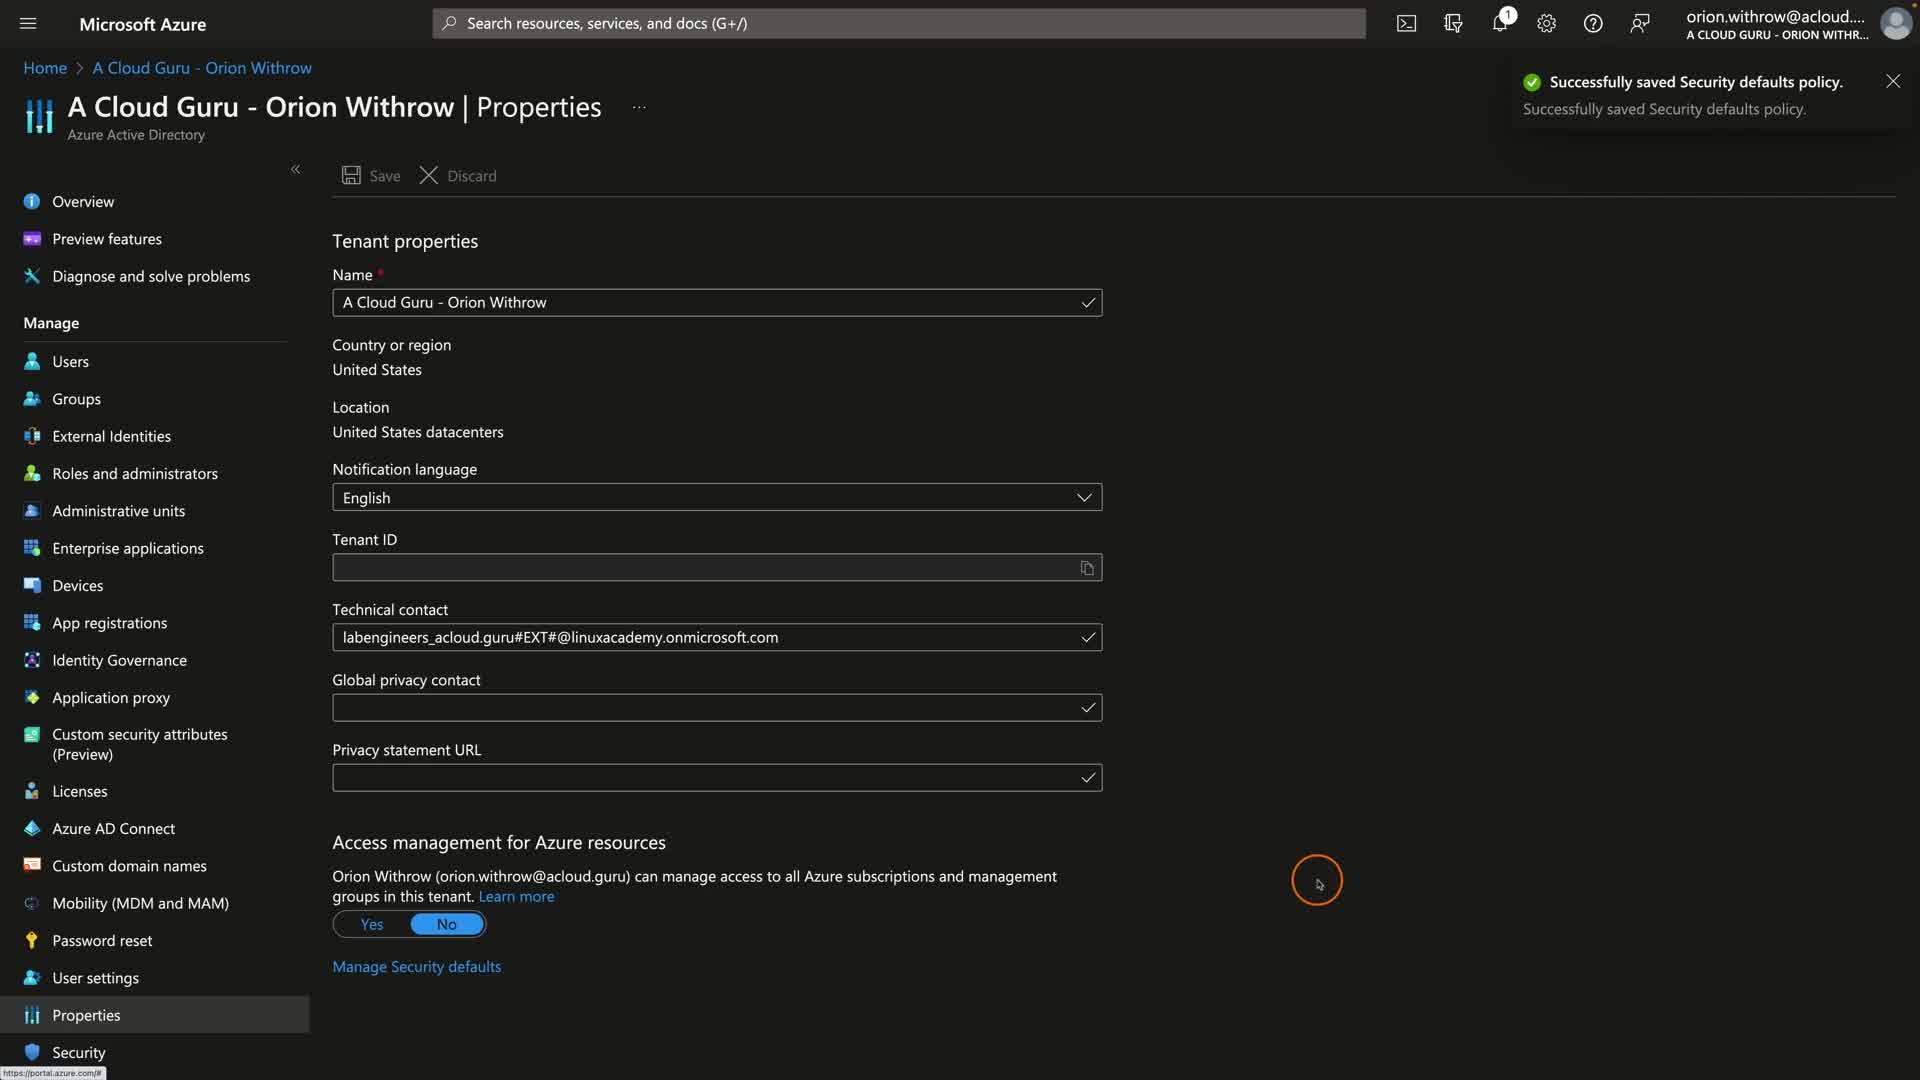 Microsoft Azure
Search resources, services, and docs (G+/)
1
orion.withrow@acloud....
A CLOUD GURU - ORION WITHR...
Home > A Cloud Guru - Orion Withrow
A Cloud Guru - Orion Withrow | Properties ...
Azure Active Directory
Successfully saved Security defaults policy.
Successfully saved Security defaults policy.
«
Save
Discard
Overview
Preview features
Diagnose and solve problems
Manage
Users
Groups
External Identities
Roles and administrators
Administrative units
Enterprise applications
Devices
App registrations
Identity Governance
Application proxy
Custom security attributes
(Preview)
Licenses
Azure AD Connect
Custom domain names
Mobility (MDM and MAM)
Password reset
User settings
Properties
Security
https://portal.azure.com/#
Tenant properties
Name *
A Cloud Guru - Orion Withrow
Country or region
United States
Location
United States datacenters
Notification language
English
Tenant ID
Technical contact
labengineers_acloud.guru#EXT#@linuxacademy.onmicrosoft.com
Global privacy contact
Privacy statement URL
Access management for Azure resources
Orion Withrow (orion.withrow@acloud.guru) can manage access to all Azure subscriptions and management
groups in this tenant. Learn more
Yes
No
Manage Security defaults